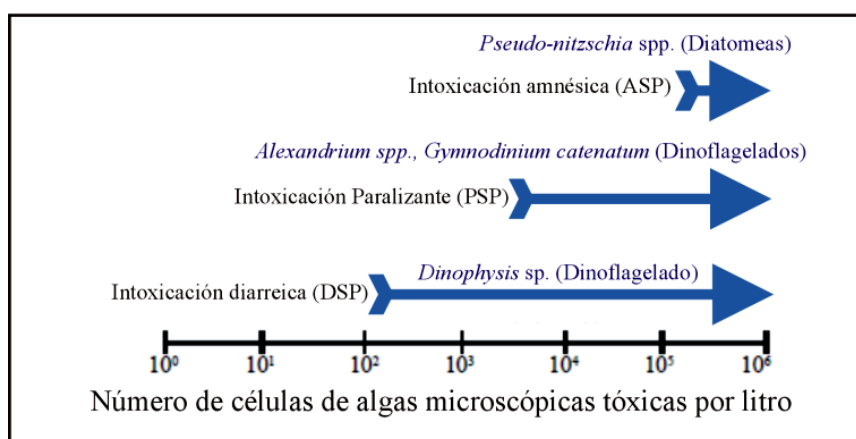 Pseudo-nitzschia spp. (Diatomeas)
Intoxicación amnésica (ASP)
Alexandrium spp., Gymnodinium catenatum (Dinoflagelados)
Intoxicación Paralizante (PSP)
Dinophysis sp. (Dinoflagelado)
Intoxicación diarreica (DSP)
10⁰ 10¹ 10² 10³ 10⁴ 10⁵ 10⁶
Número de células de algas microscópicas tóxicas por litro